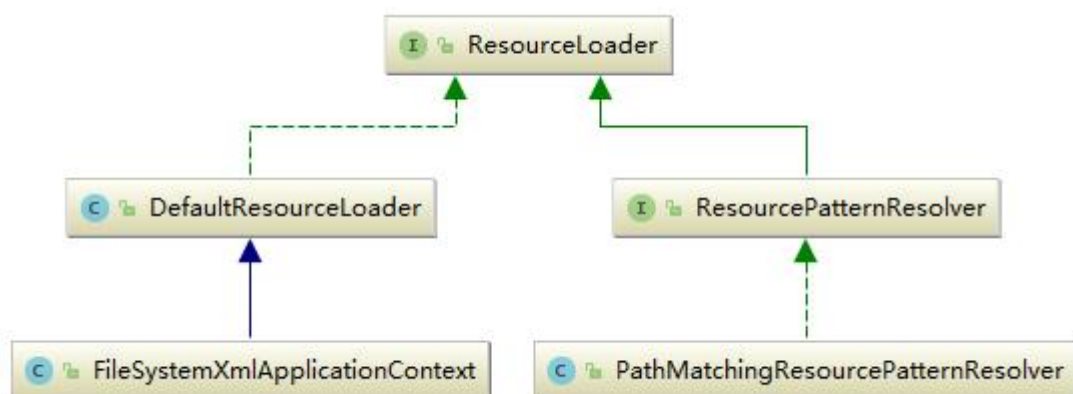 I ResourceLoader
C DefaultResourceLoader
I ResourcePatternResolver
C FileSystemXmlApplicationContext
C PathMatchingResourcePatternResolver